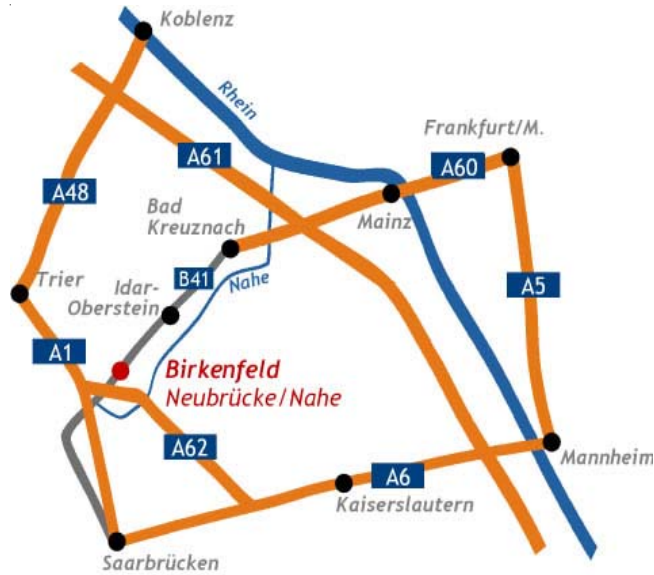 Koblenz
Rhein
Frankfurt/M.
A61
A60
A48
Bad
Kreuznach
Mainz
Trier
Idar-
Oberstein
B41
Nahe
A5
A1
Birkenfeld
Neubrücke/Nahe
A62
A6
Mannheim
Kaiserslautern
Saarbrücken